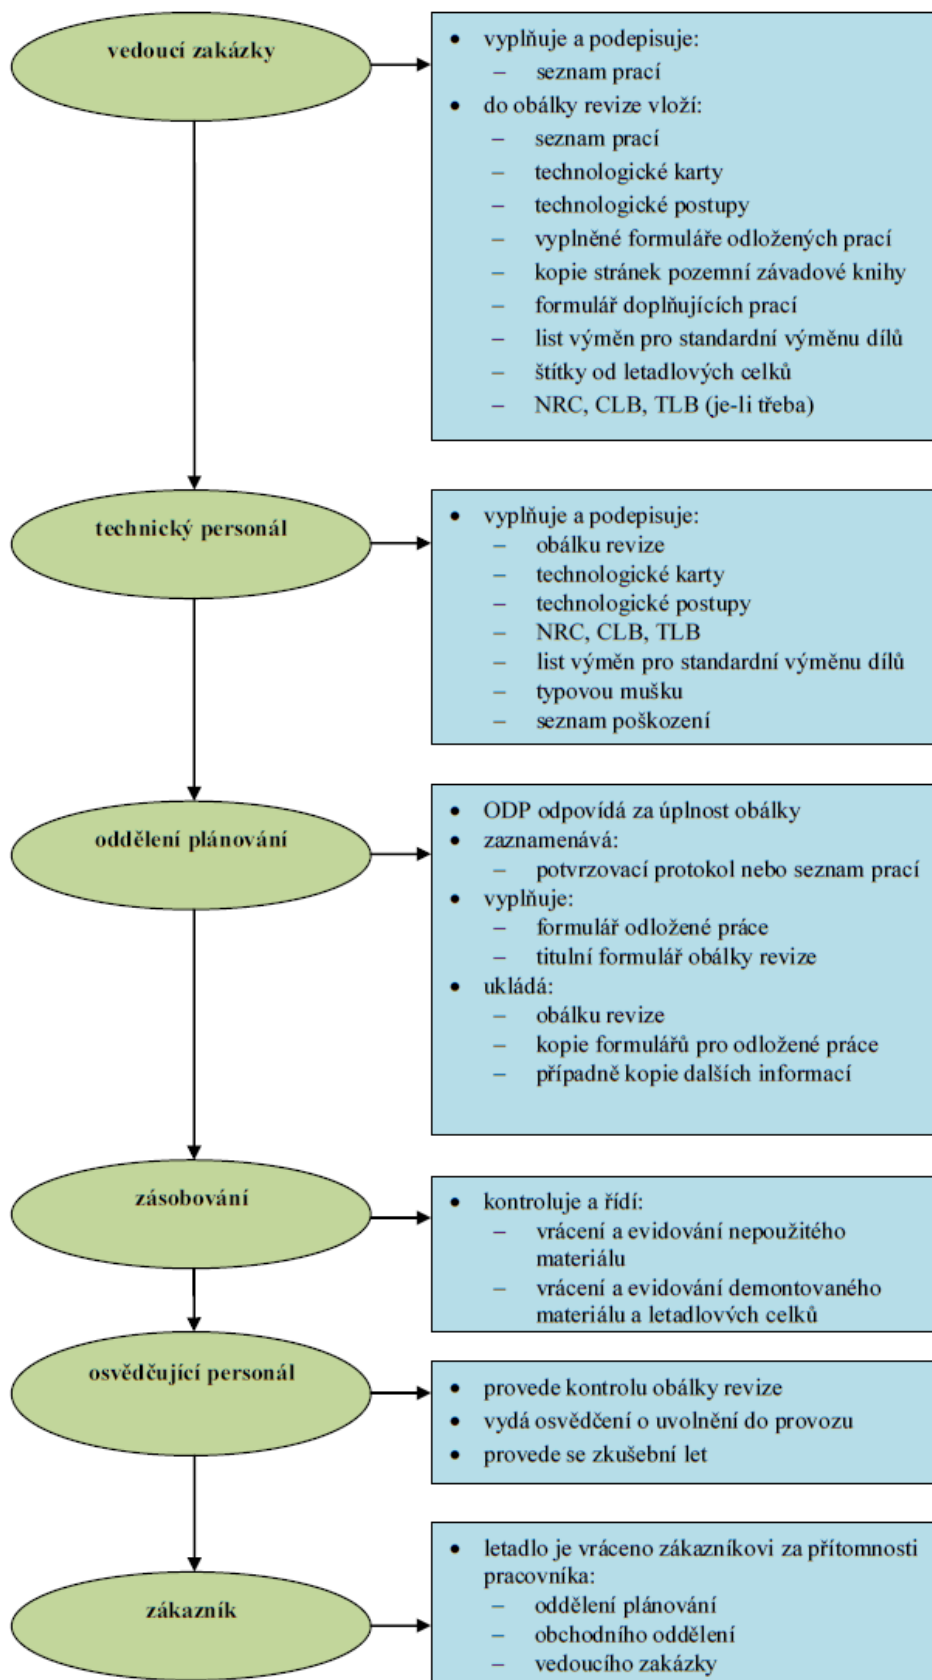 vedoucí zakázky
• vyplňuje a podepisuje:
– seznam prací
• do obálky revize vloží:
– seznam prací
– technologické karty
– technologické postupy
– vyplněné formuláře odložených prací
– kopie stránek pozemní závadové knihy
– formulář doplňujících prací
– list výměn pro standardní výměnu dílů
– štítky od letadlových celků
– NRC, CLB, TLB (je-li třeba)
technický personál
• vyplňuje a podepisuje:
– obálku revize
– technologické karty
– technologické postupy
– NRC, CLB, TLB
– list výměn pro standardní výměnu dílů
– typovou mušku
– seznam poškození
oddělení plánování
• ODP odpovídá za úplnost obálky
• zaznamenává:
– potvrzovací protokol nebo seznam prací
• vyplňuje:
– formulář odložené práce
– titulní formulář obálky revize
• ukládá:
– obálku revize
– kopie formulářů pro odložené práce
– případně kopie dalších informací
zásobování
• kontroluje a řídí:
– vrácení a evidování nepoužitého
materiálu
– vrácení a evidování demontovaného
materiálu a letadlových celků
osvědčující personál
• provede kontrolu obálky revize
• vydá osvědčení o uvolnění do provozu
• provede se zkušební let
zákazník
• letadlo je vráceno zákazníkovi za přítomnosti
pracovníka:
– oddělení plánování
– obchodního oddělení
– vedoucího zakázky